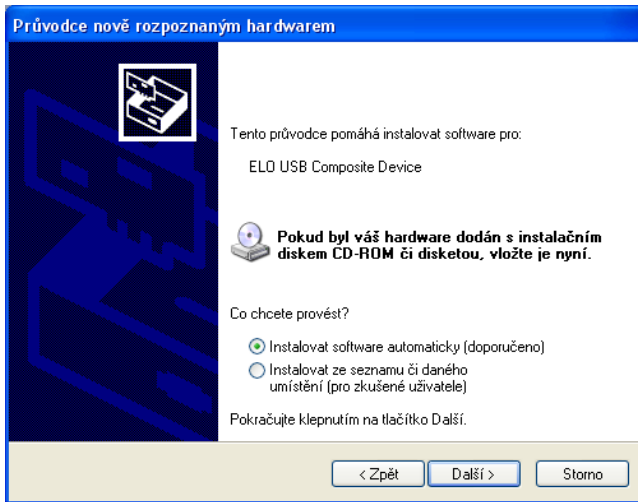 Průvodce nově rozpoznaným hardwarem
Tento průvodce pomáhá instalovat software pro:
ELO USB Composite Device
Pokud byl váš hardware dodán s instalačním
diskem CD-ROM či disketou, vložte je nyní.
Co chcete provést?
Instalovat software automaticky (doporučeno)
Instalovat ze seznamu či daného
umístění (pro zkušené uživatele)
Pokračujte klepnutím na tlačítko Další.
< Zpět
Další >
Storno